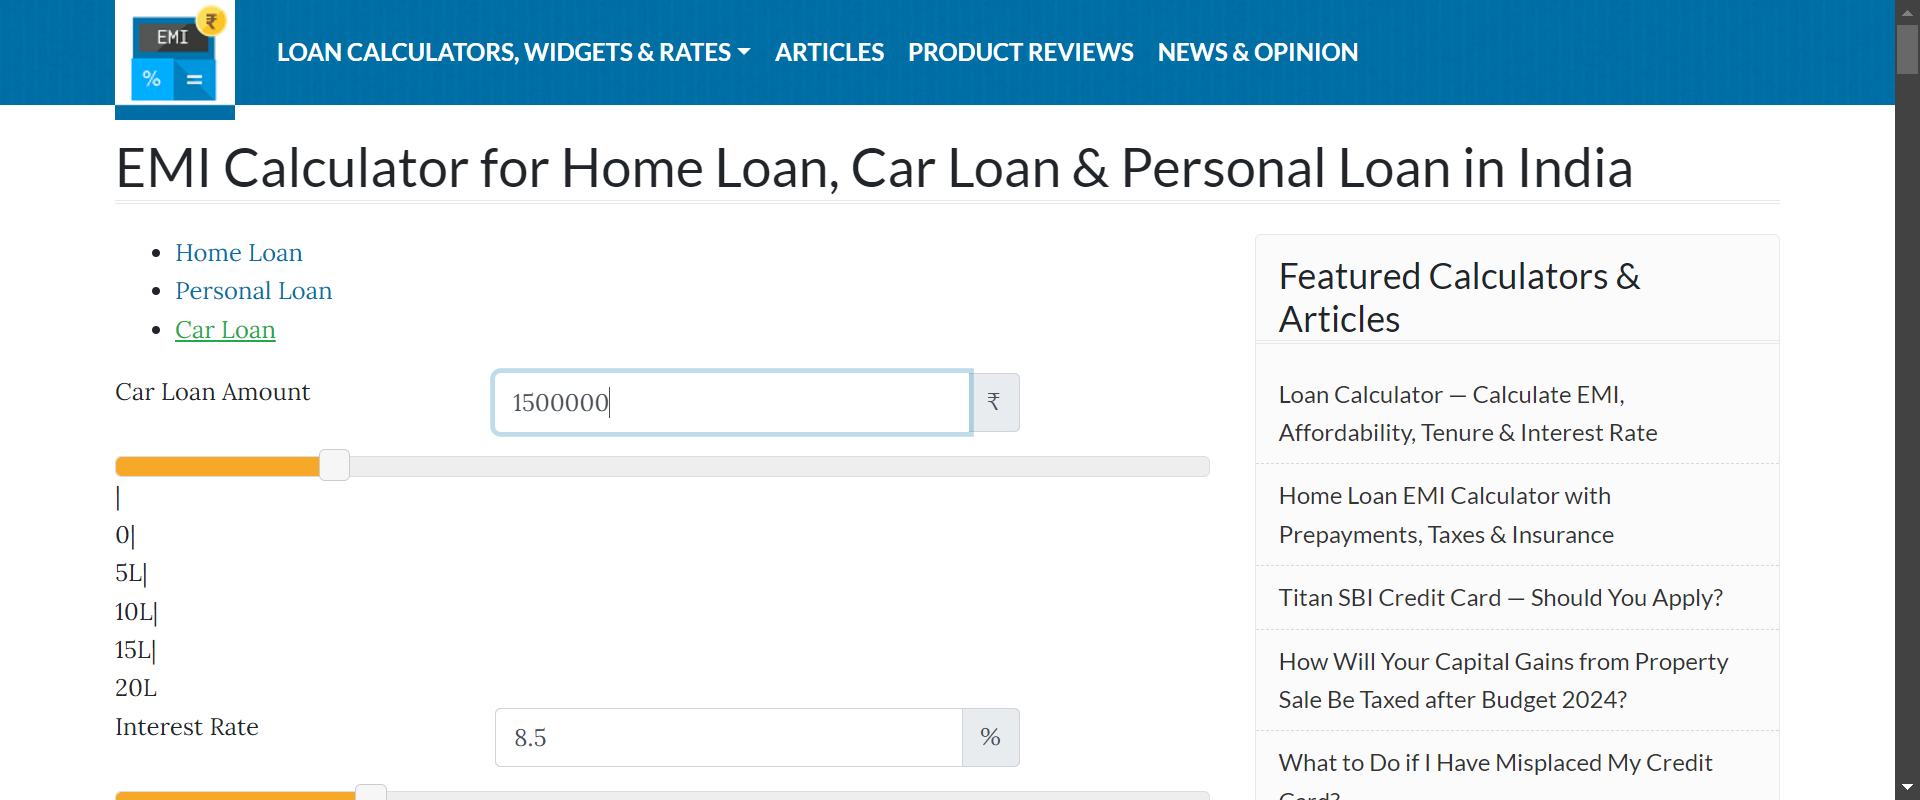 EMI
₹
%
=
LOAN CALCULATORS, WIDGETS & RATES
ARTICLES
PRODUCT REVIEWS
NEWS & OPINION
EMI Calculator for Home Loan, Car Loan & Personal Loan in India
Home Loan
Personal Loan
Car Loan
Car Loan Amount
1500000
₹
|
0|
5L|
10L|
15L|
20L
Interest Rate
8.5
%
Featured Calculators &
Articles
Loan Calculator — Calculate EMI,
Affordability, Tenure & Interest Rate
Home Loan EMI Calculator with
Prepayments, Taxes & Insurance
Titan SBI Credit Card — Should You Apply?
How Will Your Capital Gains from Property
Sale Be Taxed after Budget 2024?
What to Do if I Have Misplaced My Credit
Card?